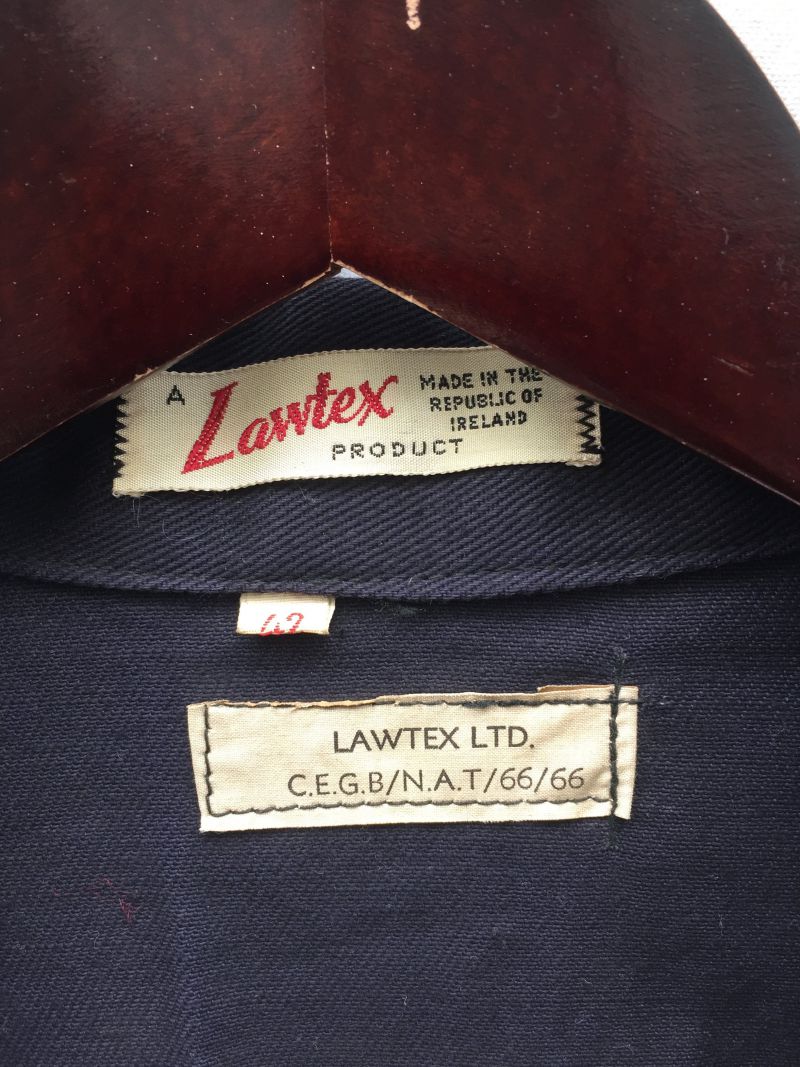 A Lawtex
PRODUCT
MADE IN THE
REPUBLIC OF
IRELAND
42
LAWTEX LTD.
C.E.G.B/N.A.T/66/66